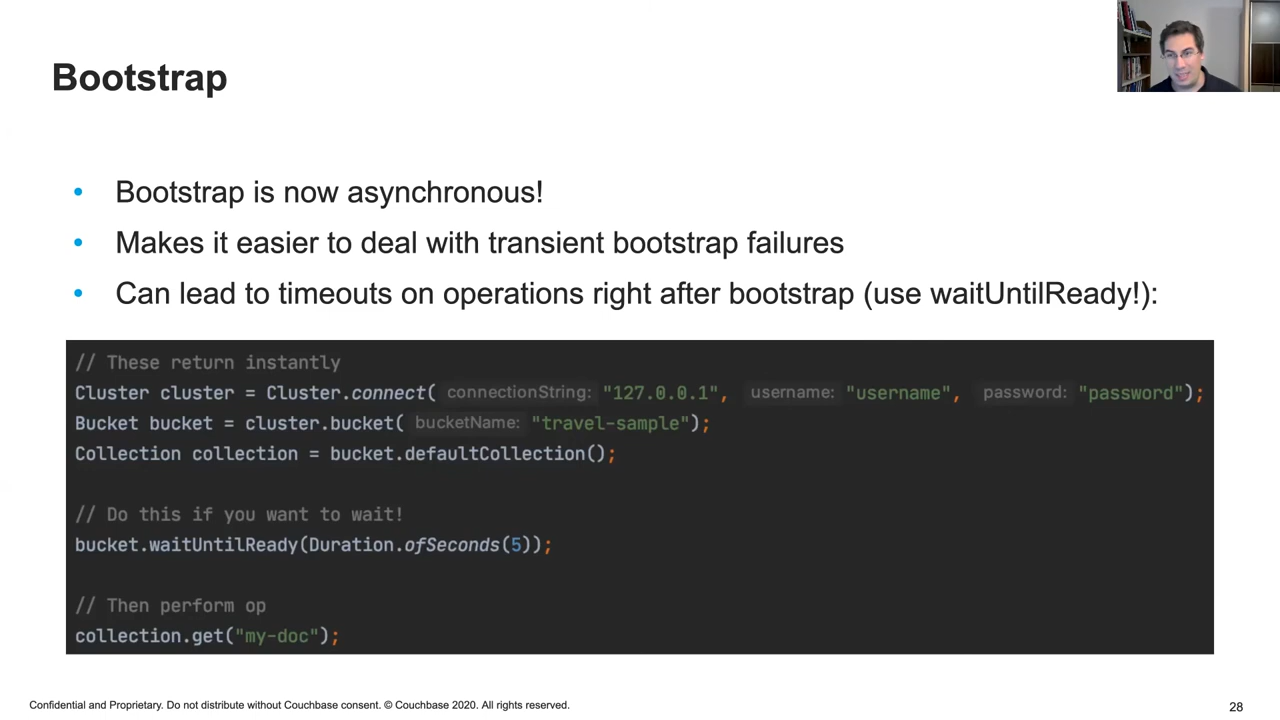 Bootstrap
• Bootstrap is now asynchronous!
• Makes it easier to deal with transient bootstrap failures
• Can lead to timeouts on operations right after bootstrap (use waitUntilReady!):
// These return instantly
Cluster cluster = Cluster.connect( connectionString: "127.0.0.1", username: "username", password: "password");
Bucket bucket = cluster.bucket( bucketName: "travel-sample");
Collection collection = bucket.defaultCollection();
// Do this if you want to wait!
bucket.waitUntilReady(Duration.ofSeconds(5));
// Then perform op
collection.get("my-doc");
Confidential and Proprietary. Do not distribute without Couchbase consent. © Couchbase 2020. All rights reserved.
28